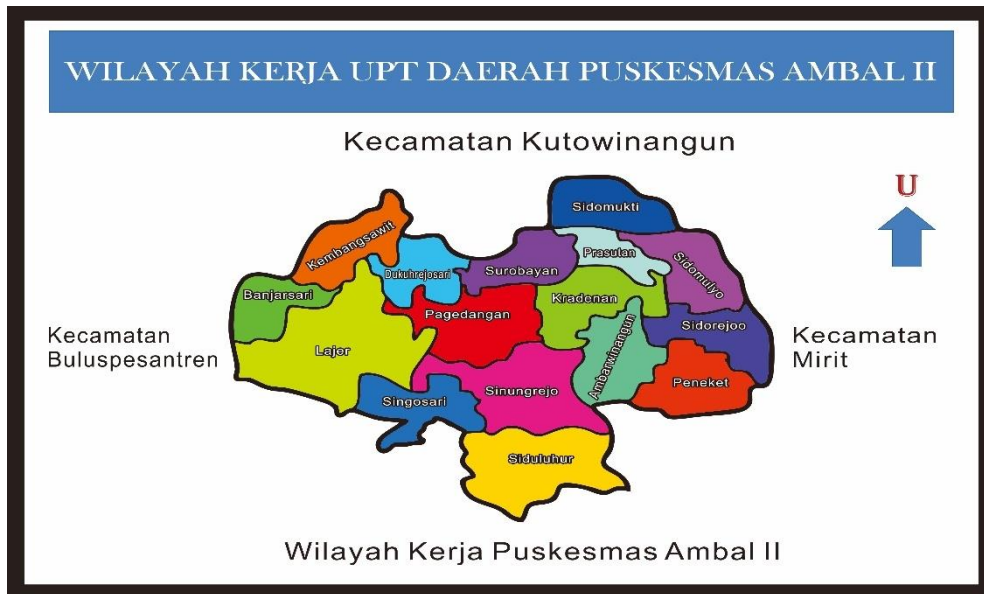 WILAYAH KERJA UPT DAERAH PUSKESMAS AMBAL II
Kecamatan Kutowinangun
U
Sidomukti
Kembangsawit
Prasutan
Dukuhrejosari
Surobayan
Sidomulyo
Banjarsari
Kradenan
Pagedangan
Sidorejoo
Kecamatan
Buluspesantren
Kecamatan
Mirit
Lajor
Ambarwinangun
Peneket
Singosari
Sinungrejo
Siduluhur
Wilayah Kerja Puskesmas Ambal II